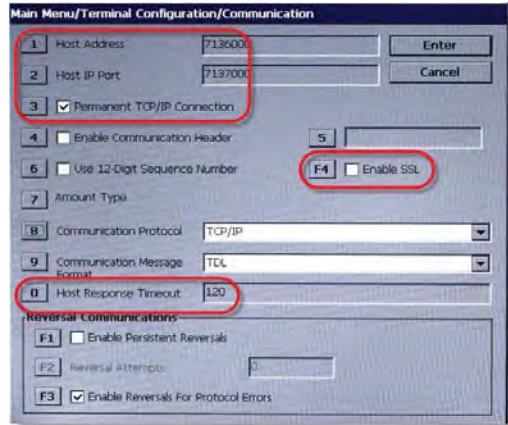 Main Menu/Terminal Configuration/Communication
1 Host Address 7136000 Enter
2 Host IP Port 7137000 Cancel
3 Permanent TCP/IP Connection
4 Enable Communication Header 5
6 Use 12-Digit Sequence Number F4 Enable SSL
7 Amount Type
8 Communication Protocol TCP/IP
9 Communication Message Format TDL
0 Host Response Timeout 120
Reversal Communications
F1 Enable Persistent Reversals
F2 Reversal Attempts 0
F3 Enable Reversals For Protocol Errors